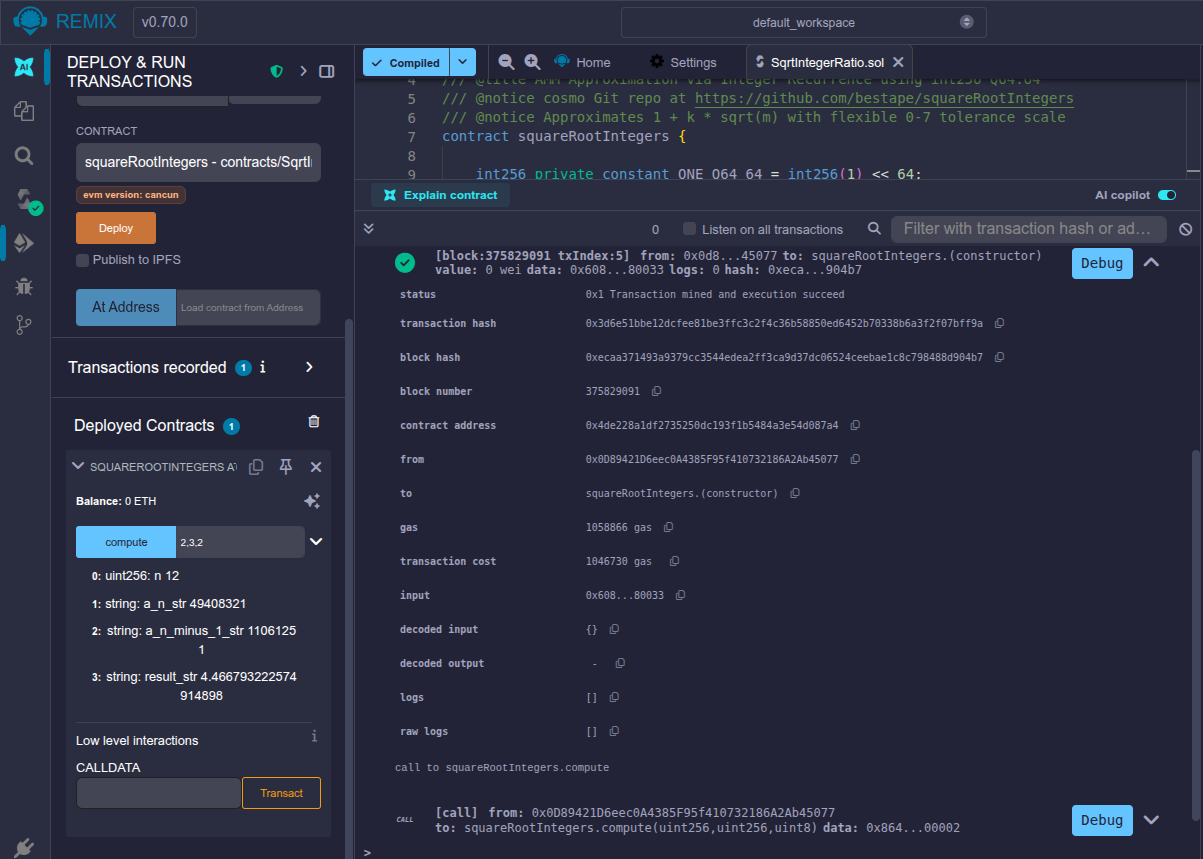 REMIX
v0.70.0
default_workspace
AI
DEPLOY & RUN
TRANSACTIONS
CONTRACT
squareRootIntegers - contracts/SqrtI
evm version: cancun
Deploy
Publish to IPFS
At Address
Load contract from Address
Transactions recorded 1 i
Deployed Contracts 1
SQUAREROOTINTEGERS AT
Balance: 0 ETH
compute
2,3,2
0: uint256: n 12
1: string: a_n_str 49408321
2: string: a_n_minus_1_str 1106125
1
3: string: result_str 4.466793222574
914898
Low level interactions
i
CALLDATA
Transact
Compiled
Home
Settings
SqrtIntegerRatio.sol
4 /// @title AMM Approximation via Integer Recurrence using int256 Q64.64
5 /// @notice cosmo Git repo at https://github.com/bestape/squareRootIntegers
6 /// @notice Approximates 1 + k * sqrt(m) with flexible 0-7 tolerance scale
7 contract squareRootIntegers {
8
9 int256 private constant ONE_Q64_64 = int256(1) << 64;
Explain contract
AI copilot
0
Listen on all transactions
Filter with transaction hash or ad...
[block:375829091 txIndex:5] from: 0x0d8...45077 to: squareRootIntegers.(constructor)
value: 0 wei data: 0x608...80033 logs: 0 hash: 0xeca...904b7
Debug
status 0x1 Transaction mined and execution succeed
transaction hash 0x3d6e51bbe12dcfee81be3ffc3c2f4c36b58850ed6452b70338b6a3f2f07bff9a
block hash 0xecaa371493a9379cc3544edea2ff3ca9d37dc06524ceebae1c8c798488d904b7
block number 375829091
contract address 0x4de228a1df2735250dc193f1b5484a3e54d087a4
from 0x0D89421D6eec0A4385F95f410732186A2Ab45077
to squareRootIntegers.(constructor)
gas 1058866 gas
transaction cost 1046730 gas
input 0x608...80033
decoded input {}
decoded output -
logs []
raw logs []
call to squareRootIntegers.compute
CALL
[call] from: 0x0D89421D6eec0A4385F95f410732186A2Ab45077
to: squareRootIntegers.compute(uint256,uint256,uint8) data: 0x864...00002
Debug
>